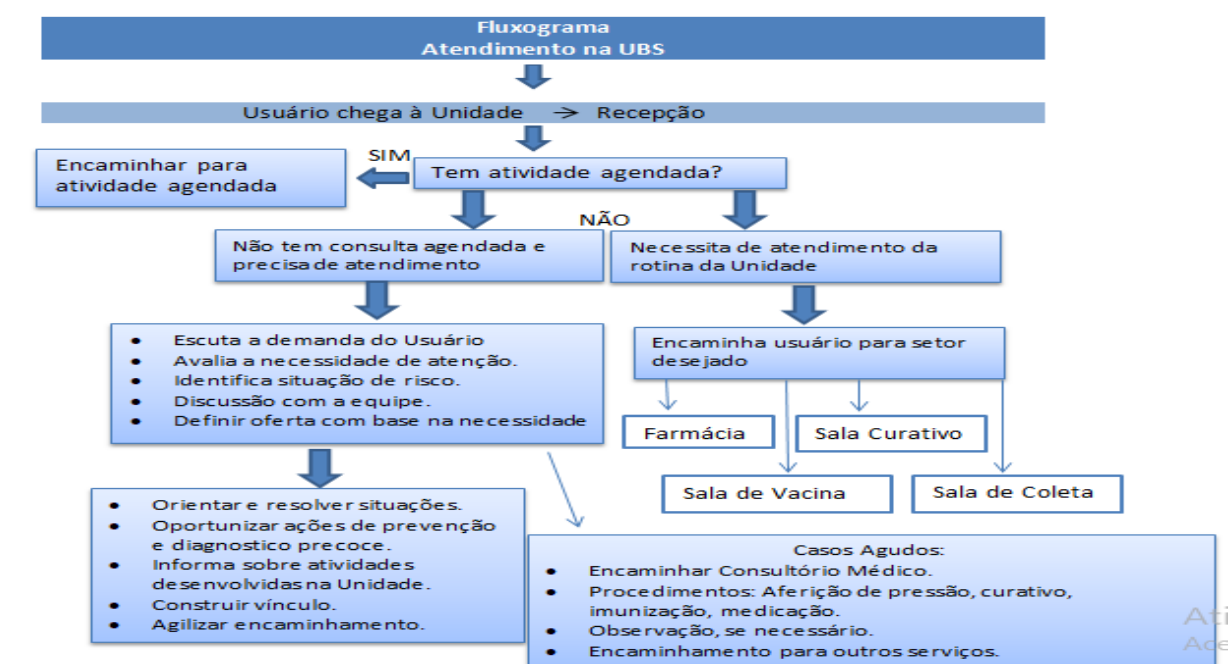 Fluxograma
Atendimento na UBS
Usuário chega à Unidade → Recepção
SIM
Encaminhar para
atividade agendada
Tem atividade agendada?
NÃO
Não tem consulta agendada e
precisa de atendimento
Necessita de atendimento da
rotina da Unidade
• Escuta a demanda do Usuário
• Avalia a necessidade de atenção.
• Identifica situação de risco.
• Discussão com a equipe.
• Definir oferta com base na necessidade
Encaminha usuário para setor
desejado
Farmácia
Sala Curativo
Sala de Vacina
Sala de Coleta
• Orientar e resolver situações.
• Oportunizar ações de prevenção
e diagnostico precoce.
• Informa sobre atividades
desenvolvidas na Unidade.
• Construir vínculo.
• Agilizar encaminhamento.
Casos Agudos:
• Encaminhar Consultório Médico.
• Procedimentos: Aferição de pressão, curativo,
imunização, medicação.
• Observação, se necessário.
• Encaminhamento para outros serviços.